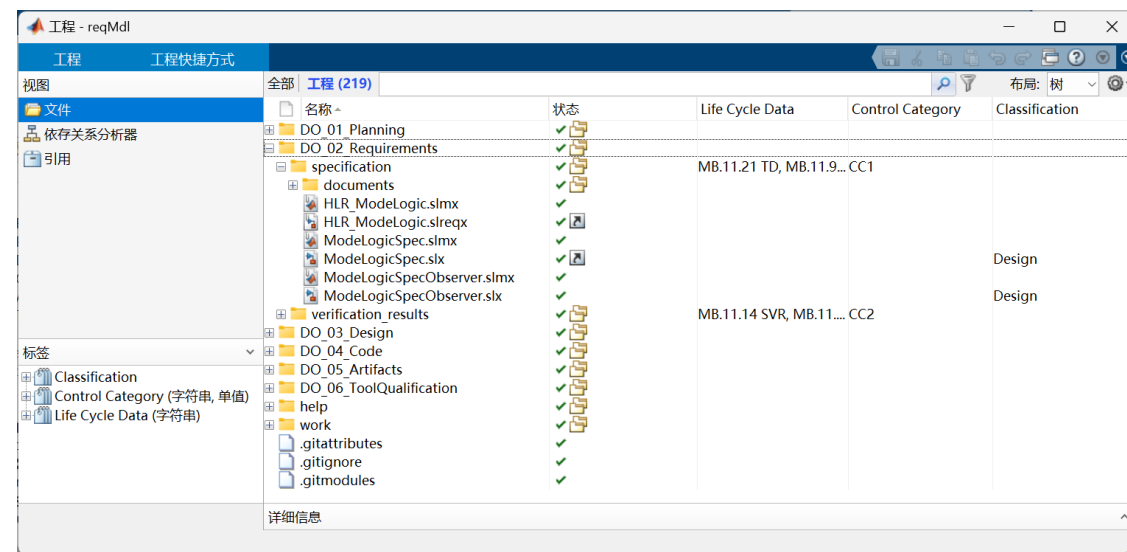 工程 - reqMdl
工程 工程快捷方式
视图 全部 工程 (219) 布局: 树
文件 名称 状态 Life Cycle Data Control Category Classification
依存关系分析器
引用
DO_01_Planning
DO_02_Requirements
specification MB.11.21 TD, MB.11.9... CC1
documents
HLR_ModeLogic.slmx
HLR_ModeLogic.slreqx
ModeLogicSpec.slmx
ModeLogicSpec.slx Design
ModeLogicSpecObserver.slmx
ModeLogicSpecObserver.slx Design
verification_results MB.11.14 SVR, MB.11.... CC2
DO_03_Design
DO_04_Code
DO_05_Artifacts
DO_06_ToolQualification
help
work
.gitattributes
.gitignore
.gitmodules
标签
Classification
Control Category (字符串, 单值)
Life Cycle Data (字符串)
详细信息